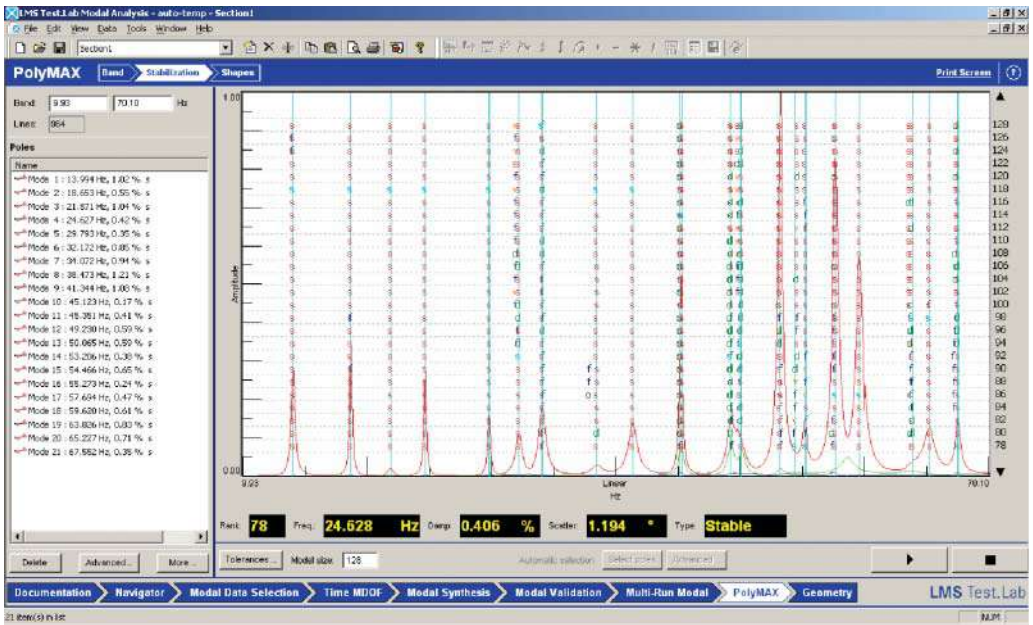 LMS Test.Lab Modal Analysis - auto-temp - Section1
File Edit View Data Tools Window Help
Section1
PolyMAX Band Stabilization Shapes Print Screen
Band: 9.93 70.10 Hz
Lines: 964
Poles
Name
Mode 1 : 13.994 Hz, 1.02 % s
Mode 2 : 18.653 Hz, 0.55 % s
Mode 3 : 21.871 Hz, 1.04 % s
Mode 4 : 24.627 Hz, 0.42 % s
Mode 5 : 29.793 Hz, 0.35 % s
Mode 6 : 32.172 Hz, 0.85 % s
Mode 7 : 34.072 Hz, 0.94 % s
Mode 8 : 38.473 Hz, 1.21 % s
Mode 9 : 41.344 Hz, 1.08 % s
Mode 10 : 45.123 Hz, 0.17 % s
Mode 11 : 45.351 Hz, 0.41 % s
Mode 12 : 49.230 Hz, 0.59 % s
Mode 13 : 50.065 Hz, 0.59 % s
Mode 14 : 53.286 Hz, 0.38 % s
Mode 15 : 54.466 Hz, 0.65 % s
Mode 16 : 55.273 Hz, 0.24 % s
Mode 17 : 57.694 Hz, 0.47 % s
Mode 18 : 59.620 Hz, 0.61 % s
Mode 19 : 63.826 Hz, 0.83 % s
Mode 20 : 65.227 Hz, 0.71 % s
Mode 21 : 67.552 Hz, 0.35 % s
1.00
Amplitude
0.00
9.93 Linear 70.10
Hz
128
126
124
122
120
118
116
114
112
110
108
106
104
102
100
98
96
94
92
90
88
86
84
82
80
78
Rank: 78 Freq.: 24.628 Hz Damp: 0.406 % Scatter: 1.194 ° Type Stable
Delete Advanced... More... Tolerances... Model size: 128 Automatic selection: Select poles Advanced...
Documentation Navigator Modal Data Selection Time MDOF Modal Synthesis Modal Validation Multi-Run Modal PolyMAX Geometry LMS Test.Lab
21 item(s) in list NUM